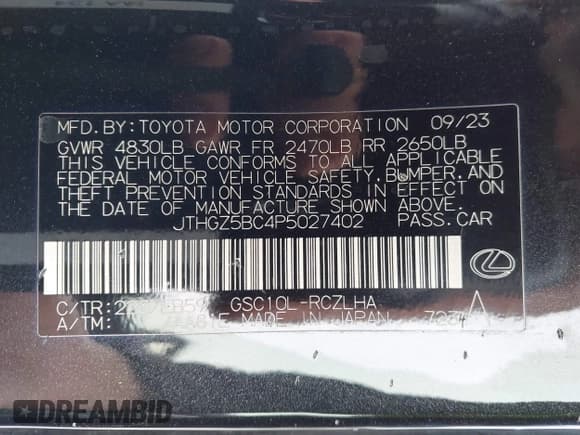 MFD.BY:TOYOTA MOTOR CORPORATION 09/23
GVWR 4830LB GAWR FR 2470LB RR 2650LB
THIS VEHICLE CONFORMS TO ALL APPLICABLE
FEDERAL MOTOR VEHICLE SAFETY,BUMPER,AND
THEFT PREVENTION STANDARDS IN EFFECT ON
THE DATE OF MANUFACTURE SHOWN ABOVE.
JTHGZ5BC4P5027402 PASS.CAR
C/TR: GSC10L-RCZLHA
A/TM: MADE IN JAPAN
DREAMBID